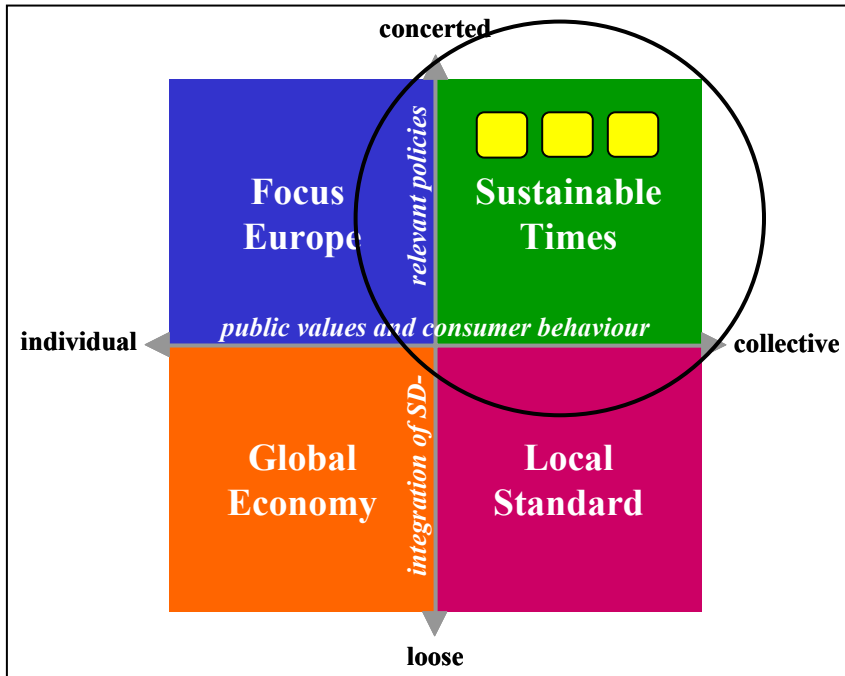 concerted
relevant policies
Focus
Europe
Sustainable
Times
public values and consumer behaviour
individual
collective
integration of SD-
Global
Economy
Local
Standard
loose